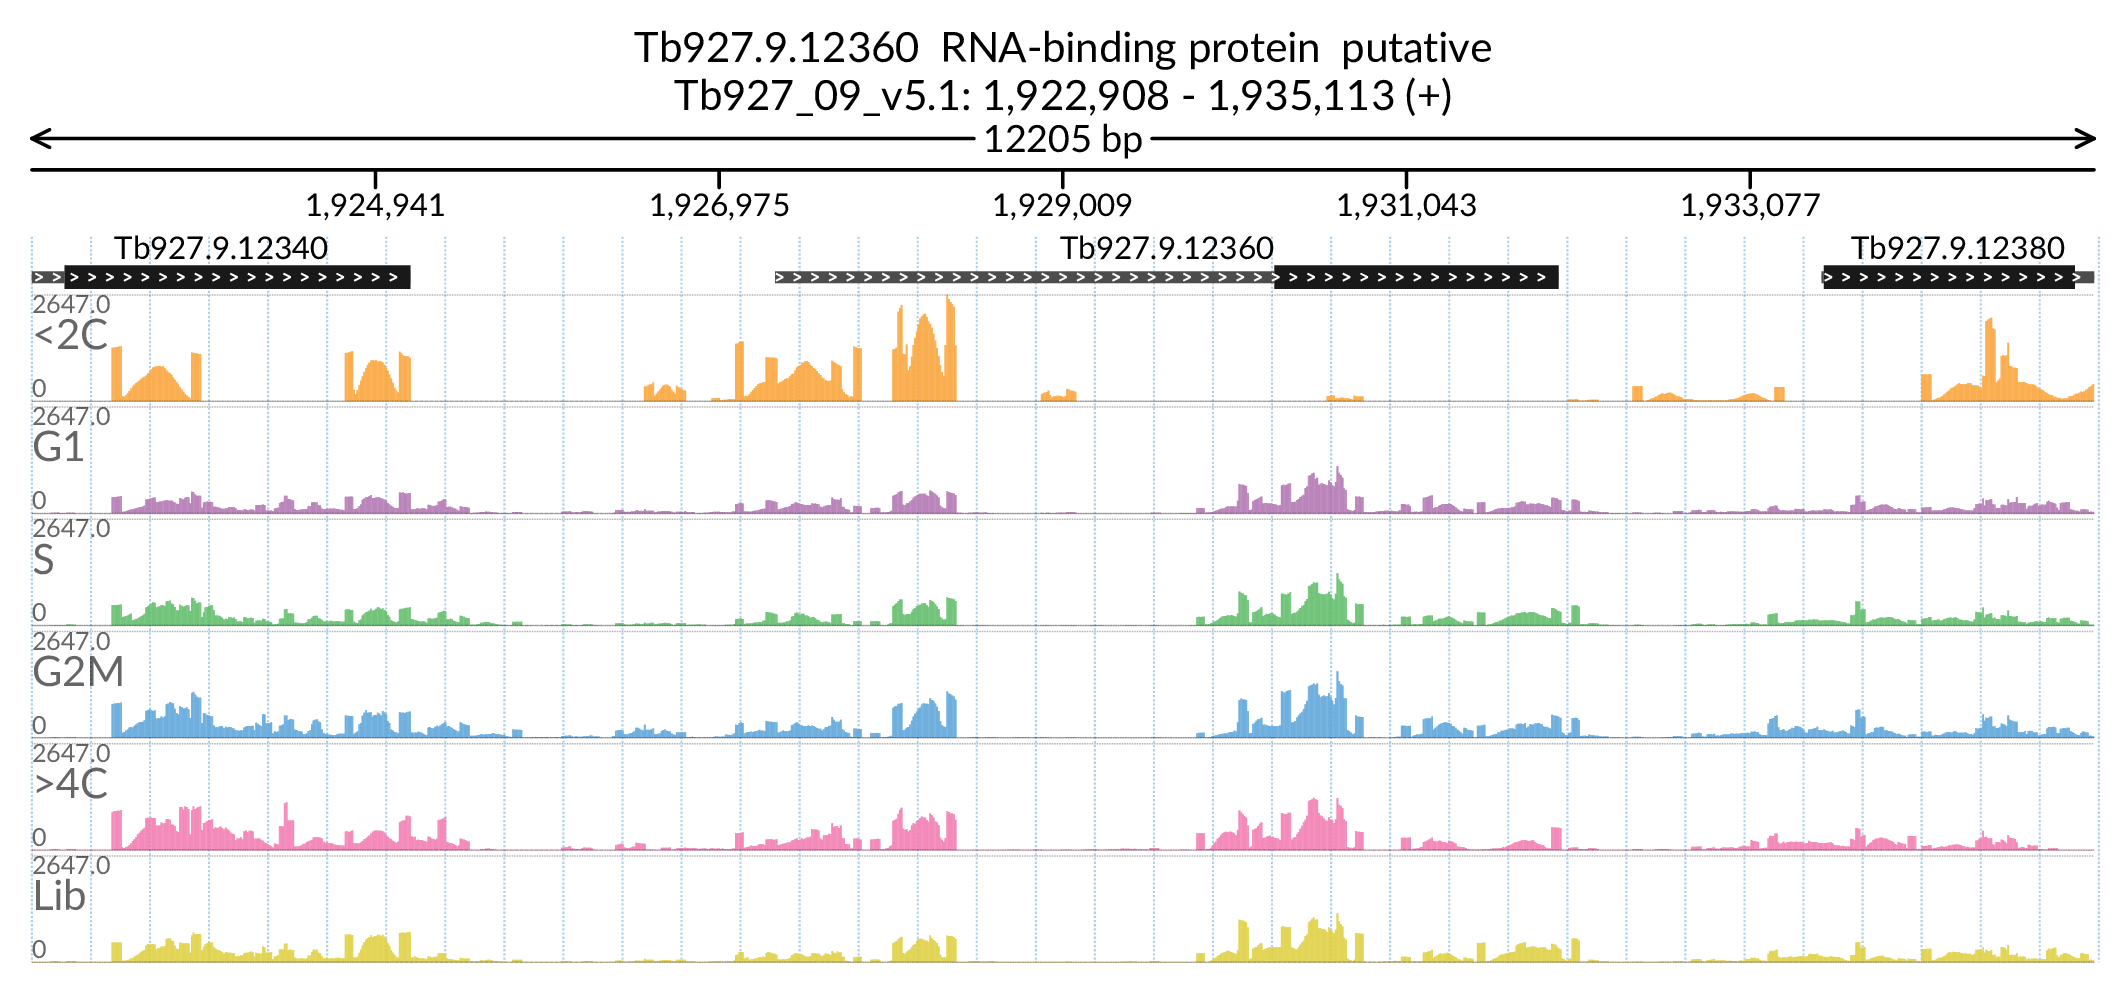 Tb927.9.12360  RNA-binding protein  putative
Tb927_09_v5.1: 1,922,908 - 1,935,113 (+)
12205 bp
1,924,941 1,926,975 1,929,009 1,931,043 1,933,077
Tb927.9.12340 Tb927.9.12360 Tb927.9.12380
2647.0
<2C
0
2647.0
G1
0
2647.0
S
0
2647.0
G2M
0
2647.0
>4C
0
2647.0
Lib
0